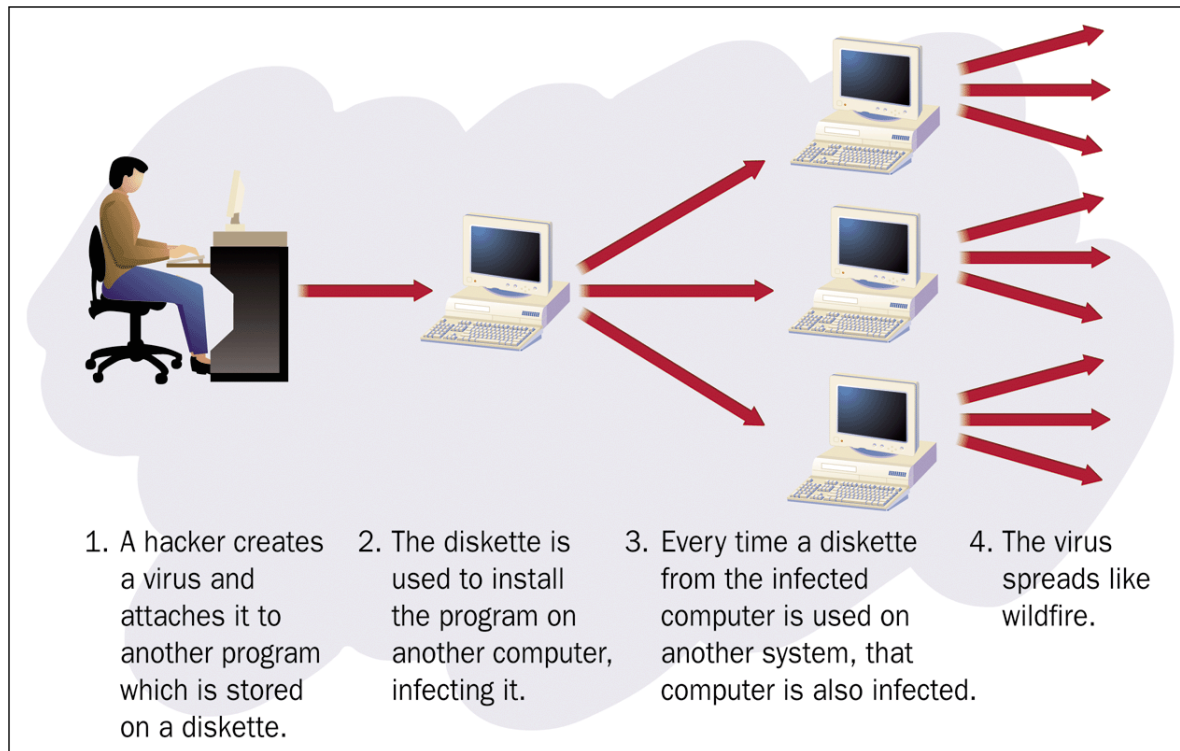 1. A hacker creates
a virus and
attaches it to
another program
which is stored
on a diskette.
2. The diskette is
used to install
the program on
another computer,
infecting it.
3. Every time a diskette
from the infected
computer is used on
another system, that
computer is also infected.
4. The virus
spreads like
wildfire.